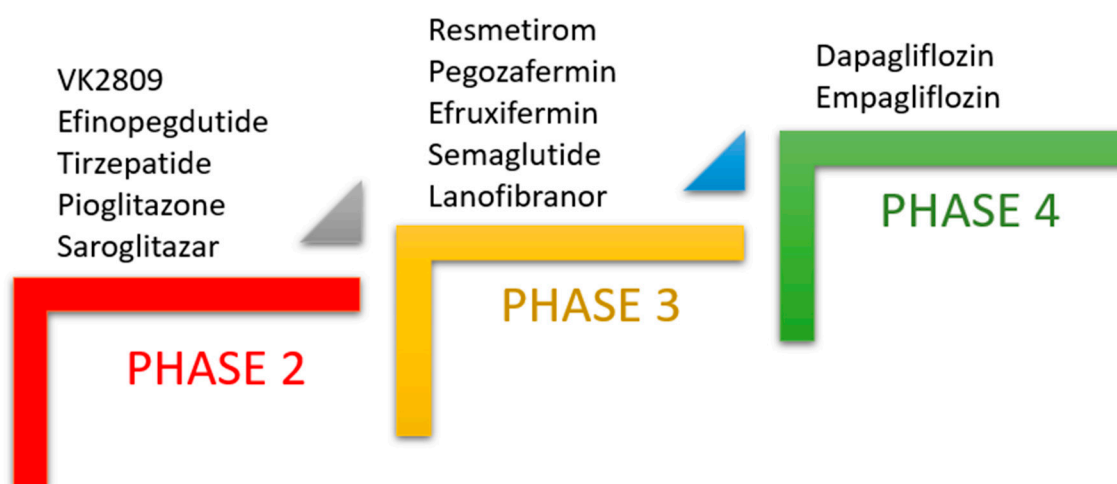 VK2809
Efinopegdutide
Tirzepatide
Pioglitazone
Saroglitazar
PHASE 2
Resmetirom
Pegozafermin
Efruxifermin
Semaglutide
Lanofibranor
PHASE 3
Dapagliflozin
Empagliflozin
PHASE 4